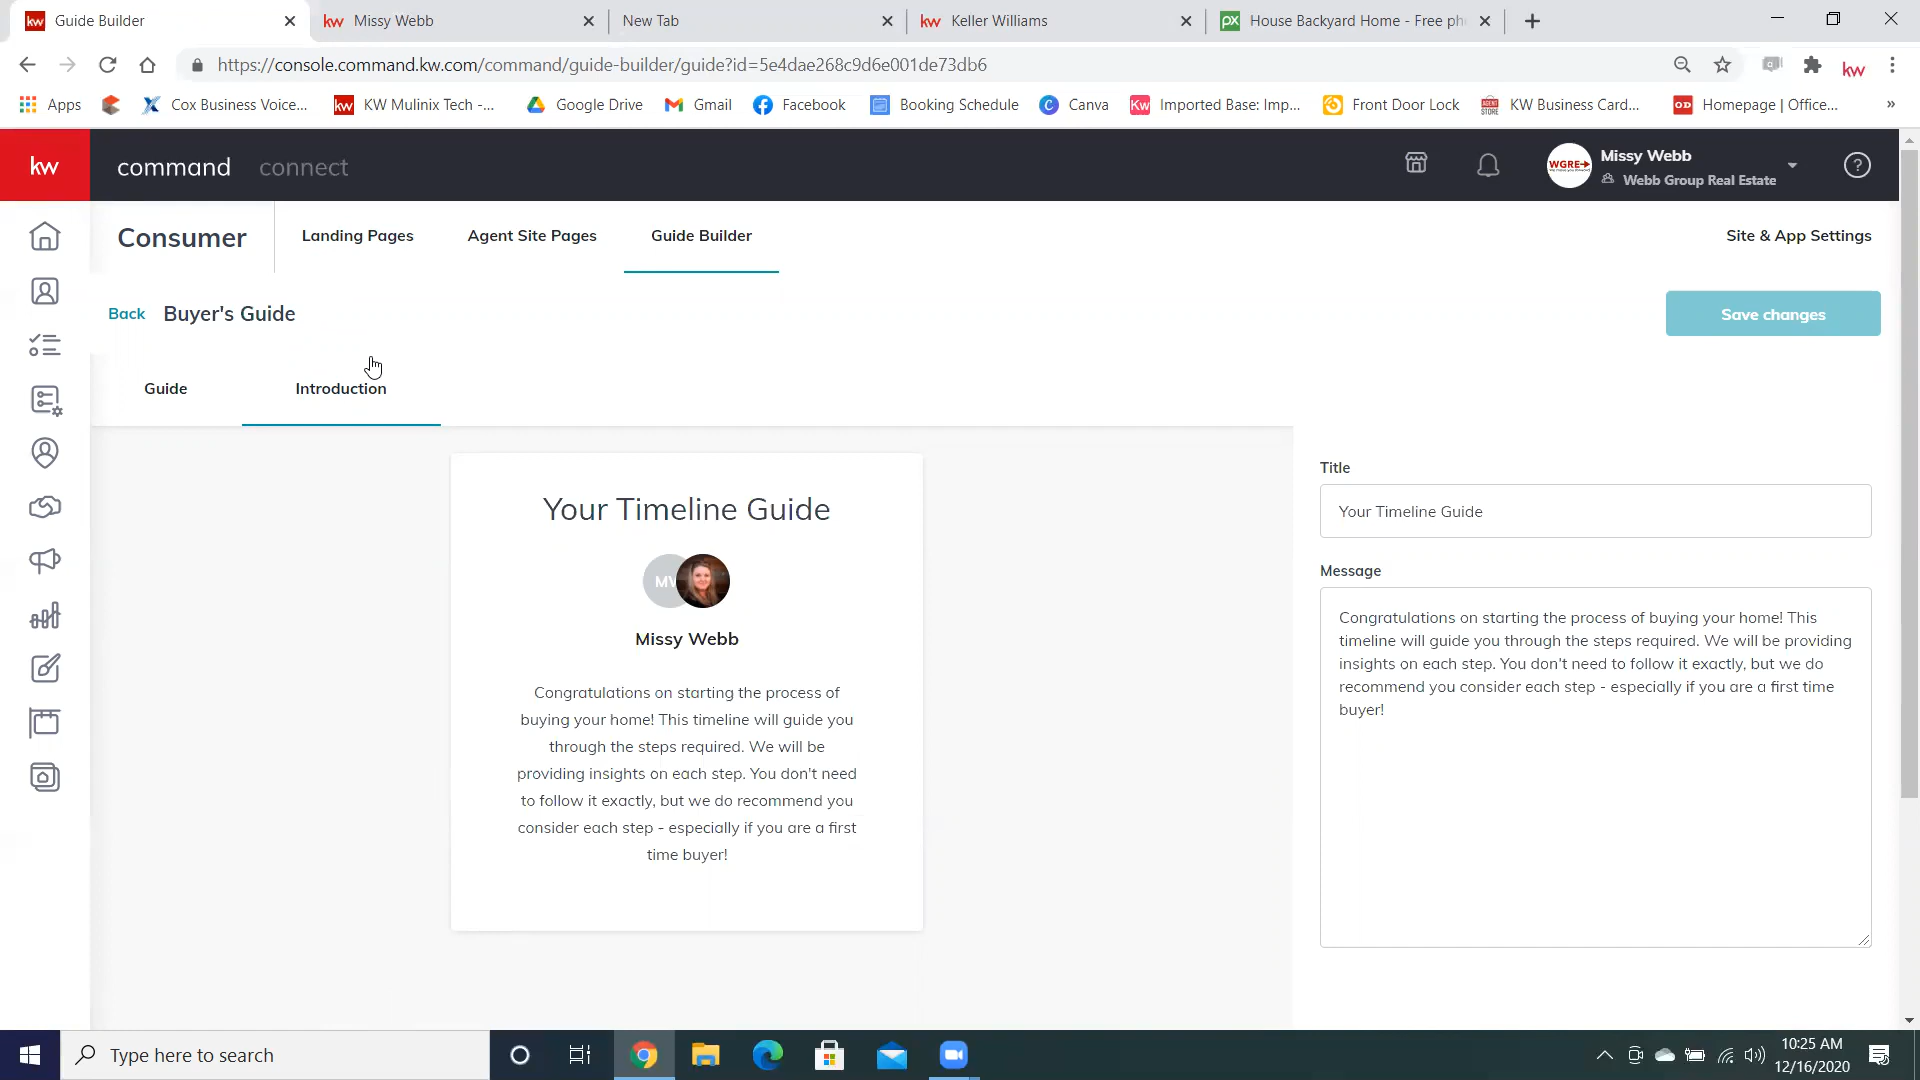 Guide Builder
Missy Webb
New Tab
Keller Williams
House Backyard Home - Free ph
https://console.command.kw.com/command/guide-builder/guide?id=5e4dae268c9d6e001de73db6
Apps
Cox Business Voice...
KW Mulinix Tech -...
Google Drive
Gmail
Facebook
Booking Schedule
Canva
Imported Base: Imp...
Front Door Lock
KW Business Card...
Homepage | Office...
»
kw
command
connect
WGRE
Missy Webb
Webb Group Real Estate
Consumer
Landing Pages
Agent Site Pages
Guide Builder
Site & App Settings
Back
Buyer's Guide
Save changes
Guide
Introduction
Your Timeline Guide
Missy Webb
Congratulations on starting the process of
buying your home! This timeline will guide you
through the steps required. We will be
providing insights on each step. You don't need
to follow it exactly, but we do recommend you
consider each step - especially if you are a first
time buyer!
Title
Your Timeline Guide
Message
Congratulations on starting the process of buying your home! This
timeline will guide you through the steps required. We will be providing
insights on each step. You don't need to follow it exactly, but we do
recommend you consider each step - especially if you are a first time
buyer!
Type here to search
10:25 AM
12/16/2020